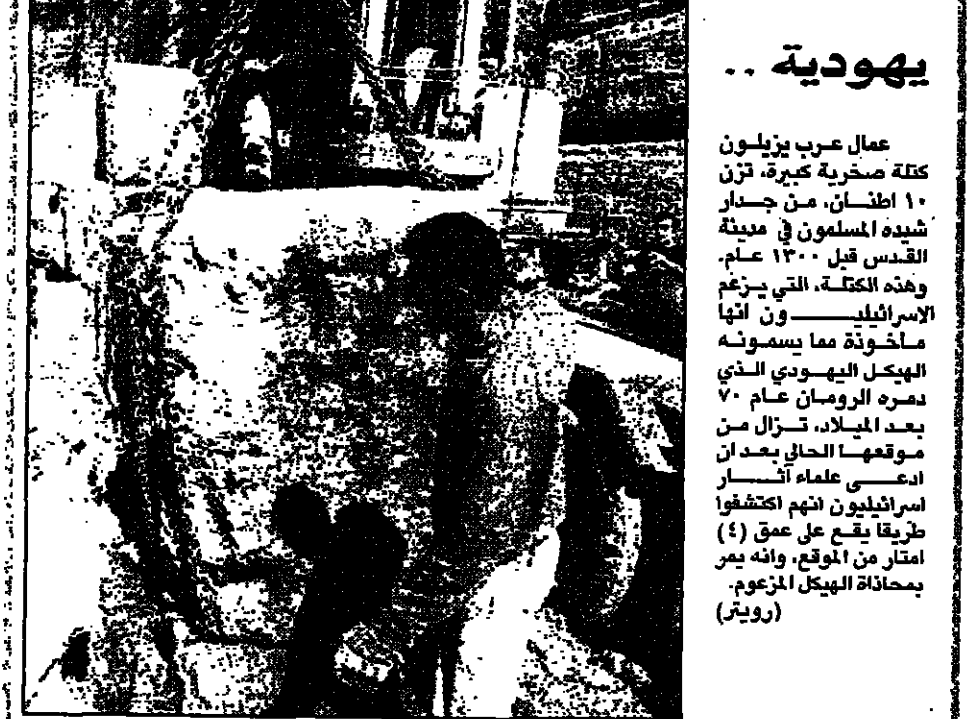 يهودية ..
عمال عرب يزيلون
كتلة صخرية كبيرة، تزن
١٠ اطنان، من جدار
شيده المسلمون في مدينة
القدس قبل ١٣٠٠ عام.
وهذه الكتلة، التي يزعم
الاسرائيليون انها
مأخوذة مما يسمونه
الهيكل اليهودي الذي
دمره الرومان عام ٧٠
بعد الميلاد، تزال من
موقعها الحالي بعد ان
ادعى علماء آثار
اسرائيليون انهم اكتشفوا
طريقا يقع على عمق (٤)
امتار من الموقع، وانه يمر
بمحاذاة الهيكل المزعوم.
(رويتر)